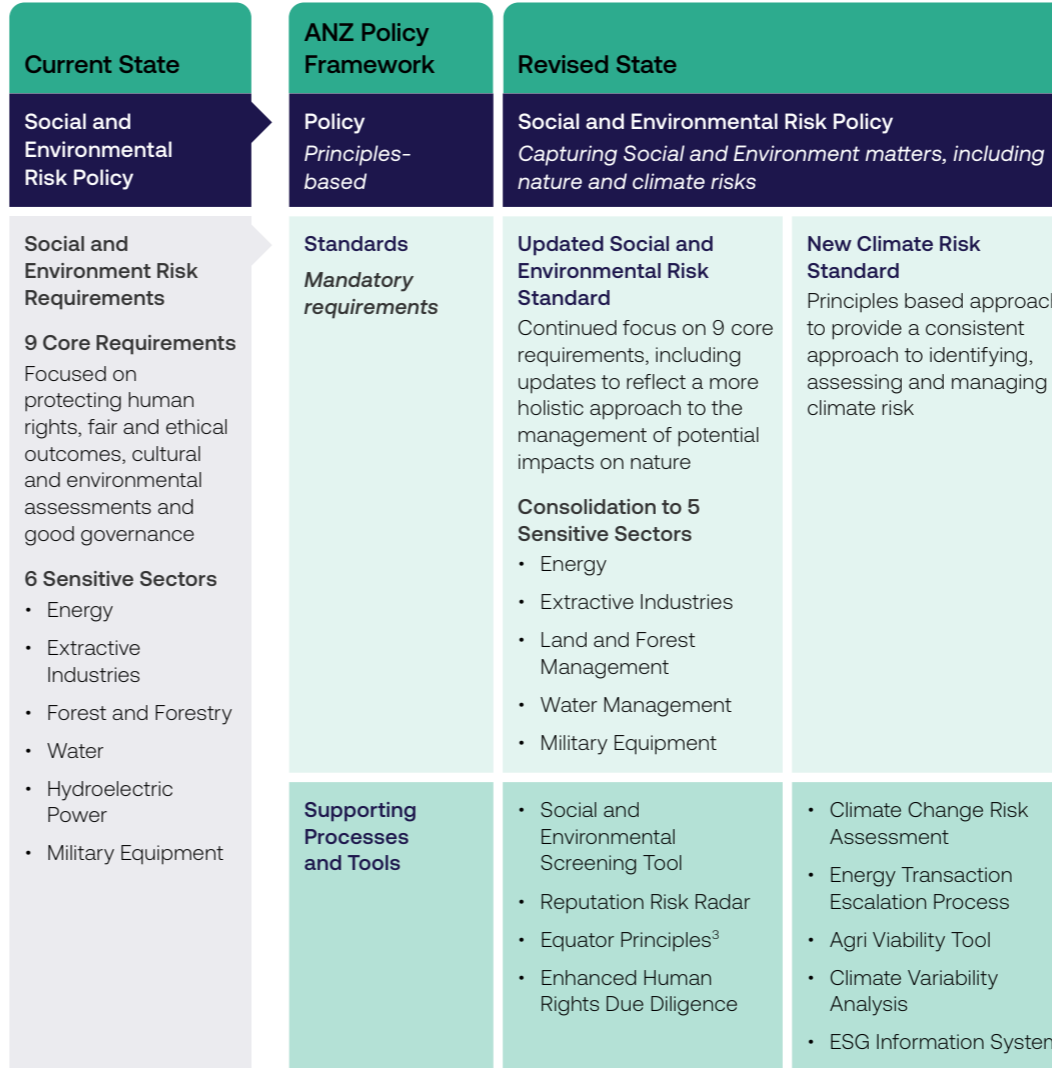 Current State
Social and
Environmental
Risk Policy
Social and
Environment Risk
Requirements
9 Core Requirements
Focused on
protecting human
rights, fair and ethical
outcomes, cultural
and environmental
assessments and
good governance
6 Sensitive Sectors
• Energy
• Extractive
Industries
• Forest and Forestry
• Water
• Hydroelectric
Power
• Military Equipment
ANZ Policy
Framework
Policy
Principles-
based
Standards
Mandatory
requirements
Supporting
Processes
and Tools
Revised State
Social and Environmental Risk Policy
Capturing Social and Environment matters, including
nature and climate risks
Updated Social and
Environmental Risk
Standard
Continued focus on 9 core
requirements, including
updates to reflect a more
holistic approach to the
management of potential
impacts on nature
Consolidation to 5
Sensitive Sectors
• Energy
• Extractive Industries
• Land and Forest
Management
• Water Management
• Military Equipment
New Climate Risk
Standard
Principles based approach
to provide a consistent
approach to identifying,
assessing and managing
climate risk
• Social and
Environmental
Screening Tool
• Reputation Risk Radar
• Equator Principles³
• Enhanced Human
Rights Due Diligence
• Climate Change Risk
Assessment
• Energy Transaction
Escalation Process
• Agri Viability Tool
• Climate Variability
Analysis
• ESG Information System